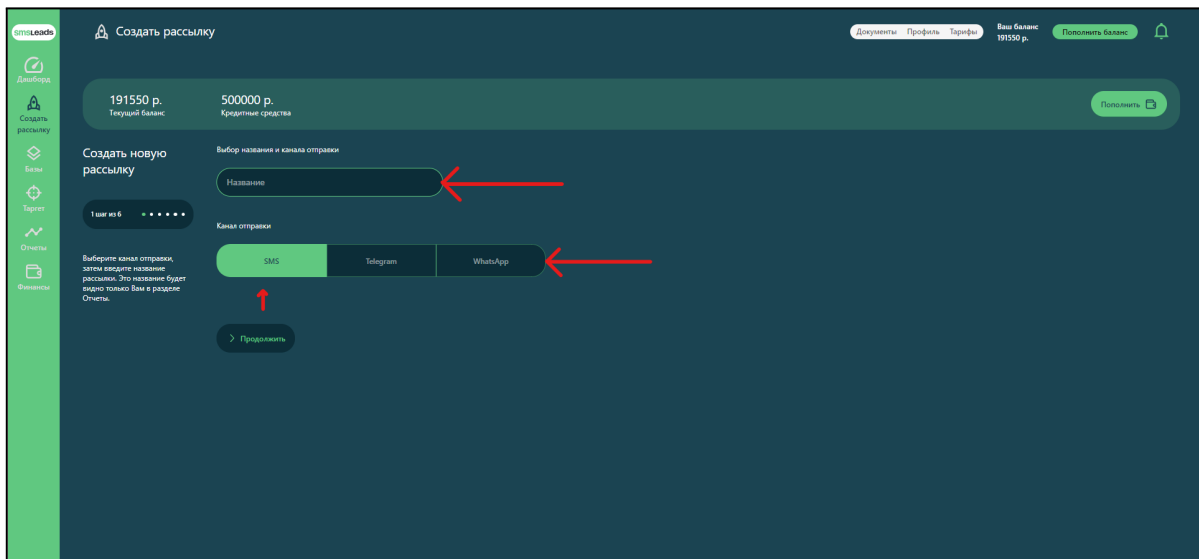 smsLeads
Создать рассылку
Документы Профиль Тарифы
Ваш баланс
191550 р.
Пополнить баланс
Дашборд
Создать
рассылку
Базы
Таргет
Отчеты
Финансы
191550 р.
Текущий баланс
500000 р.
Кредитные средства
Пополнить
Создать новую
рассылку
1 шаг из 6
Выберите канал отправки,
затем введите название
рассылки. Это название будет
видно только Вам в разделе
Отчеты.
Выбор названия и канала отправки
Название
Канал отправки
SMS Telegram WhatsApp
Продолжить